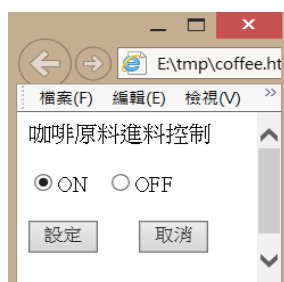 E:\tmp\coffee.ht
檔案(F) 編輯(E) 檢視(V) »
咖啡原料進料控制
ON OFF
設定 取消